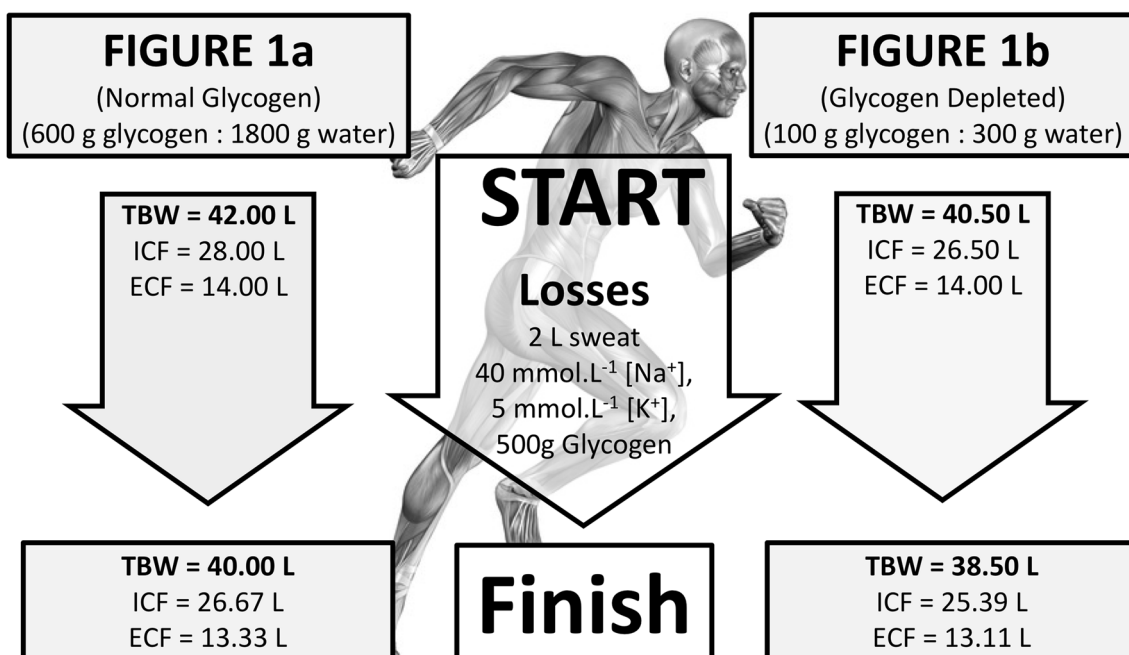 FIGURE 1a
(Normal Glycogen)
(600 g glycogen : 1800 g water)
FIGURE 1b
(Glycogen Depleted)
(100 g glycogen : 300 g water)
TBW = 42.00 L
ICF = 28.00 L
ECF = 14.00 L
START
Losses
2 L sweat
40 mmol.L⁻¹ [Na⁺],
5 mmol.L⁻¹ [K⁺],
500g Glycogen
TBW = 40.50 L
ICF = 26.50 L
ECF = 14.00 L
TBW = 40.00 L
ICF = 26.67 L
ECF = 13.33 L
Finish
TBW = 38.50 L
ICF = 25.39 L
ECF = 13.11 L